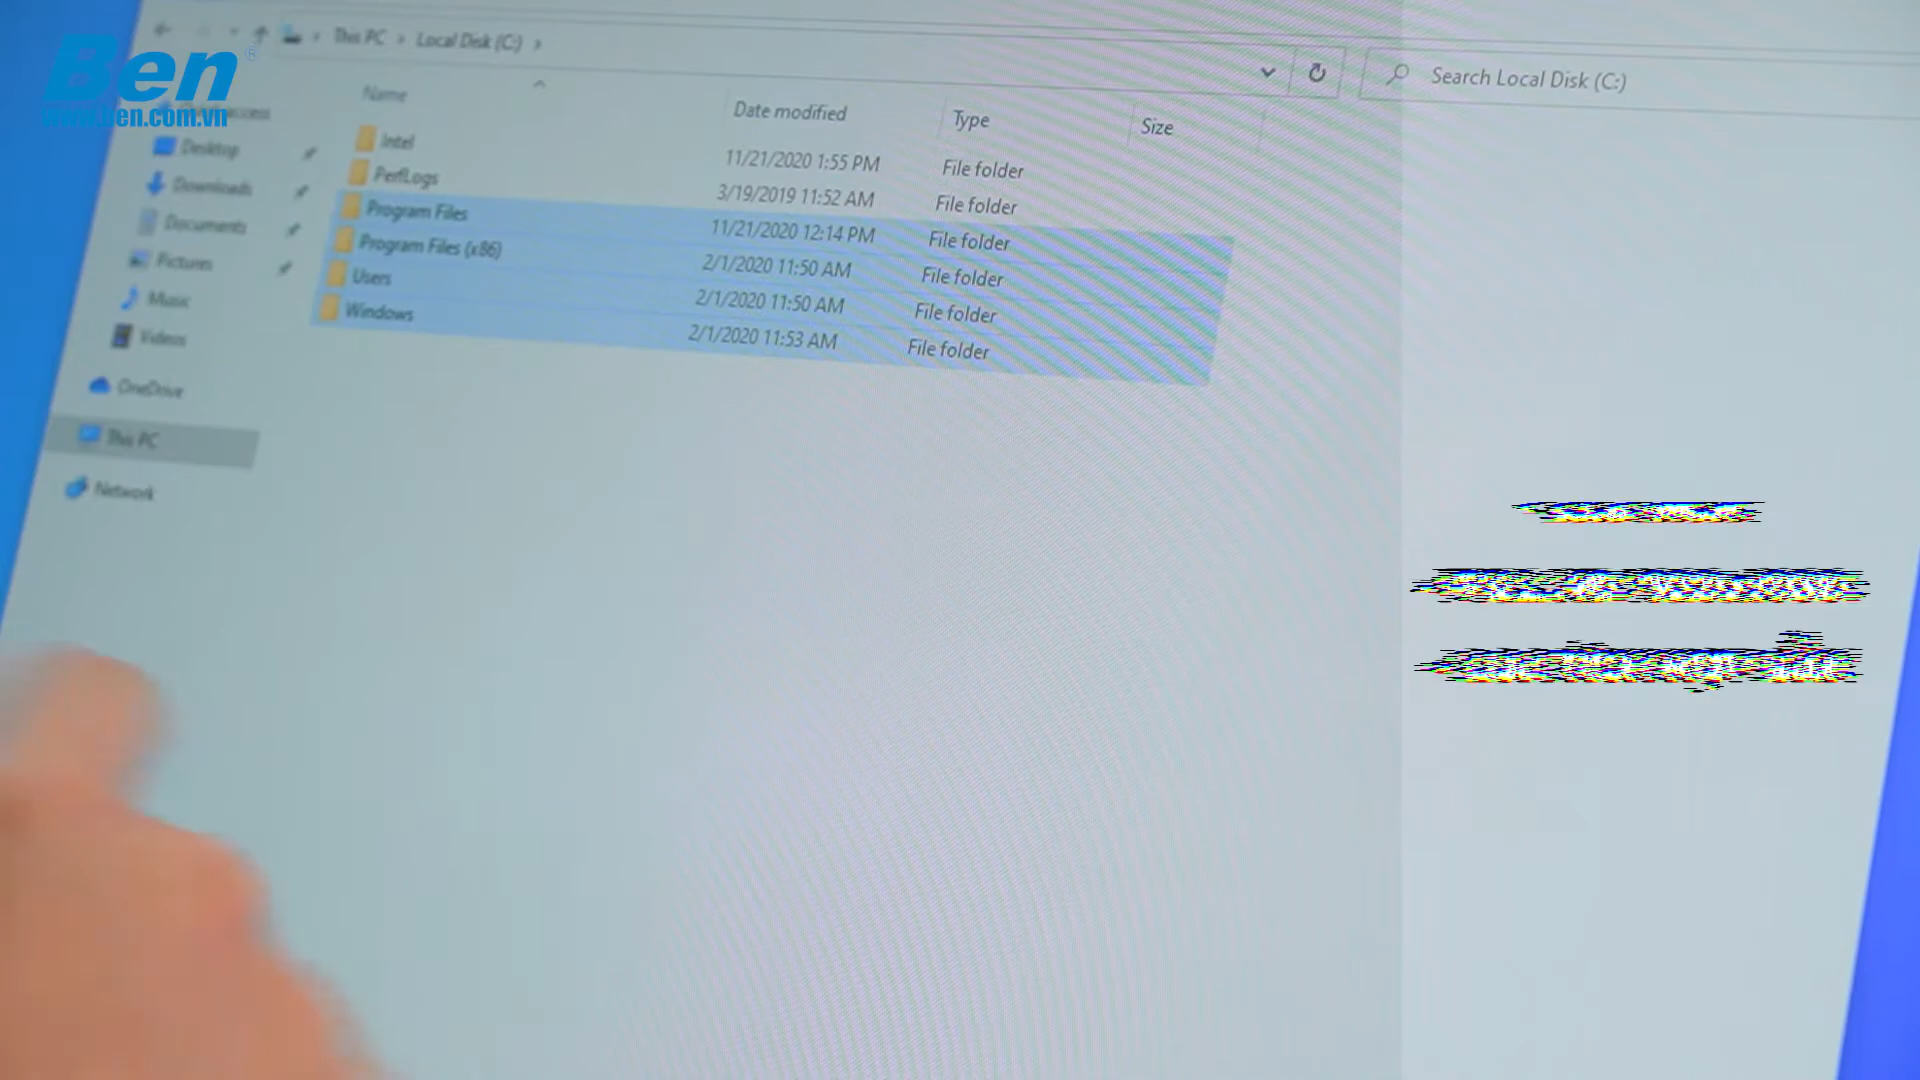 Ben®
www.ben.com.vn
This PC > Local Disk (C:) >
Search Local Disk (C:)
Name Date modified Type Size
Intel 11/21/2020 1:55 PM File folder
PerfLogs 3/19/2019 11:52 AM File folder
Program Files 11/21/2020 12:14 PM File folder
Program Files (x86) 2/1/2020 11:50 AM File folder
Users 2/1/2020 11:50 AM File folder
Windows 2/1/2020 11:53 AM File folder
access
Desktop
Downloads
Documents
Pictures
Music
Videos
OneDrive
This PC
Network